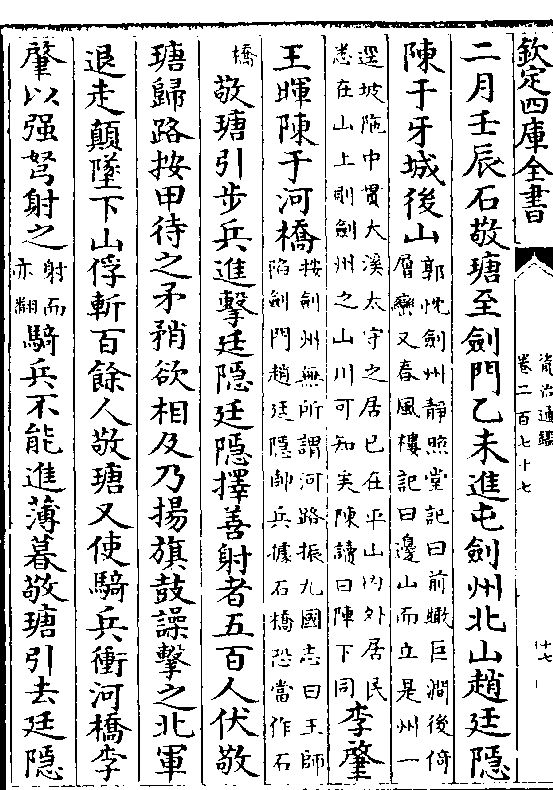 欽定四庫全書
資治通鑑
卷二百七十七
十七
二月壬辰石敬瑭至劍門乙未進屯劍州北山趙廷隱
陳于牙城後山
郭忱劍州靜照堂記曰前瞰巨澗後倚
層巒又春風樓記曰邊山而立是州一
逕坡陁中貫大溪太守之居已在平山内外居民
悉在山上則劍州之山川可知矣陳讀曰陳下同
李肇
王暉陳于河橋
按劍州無所謂河路振九國志曰王師
陷劍門趙廷隱帥兵據石橋恐當作石
橋
敬瑭引步兵進擊廷隱廷隱擇善射者五百人伏敬
瑭歸路按甲待之矛矟欲相及乃揚旗鼓譟擊之北軍
退走顛墜下山俘斬百餘人敬瑭又使騎兵衝河橋李
肇以强弩射之
射而
亦翻
騎兵不能進薄暮敬瑭引去廷隱